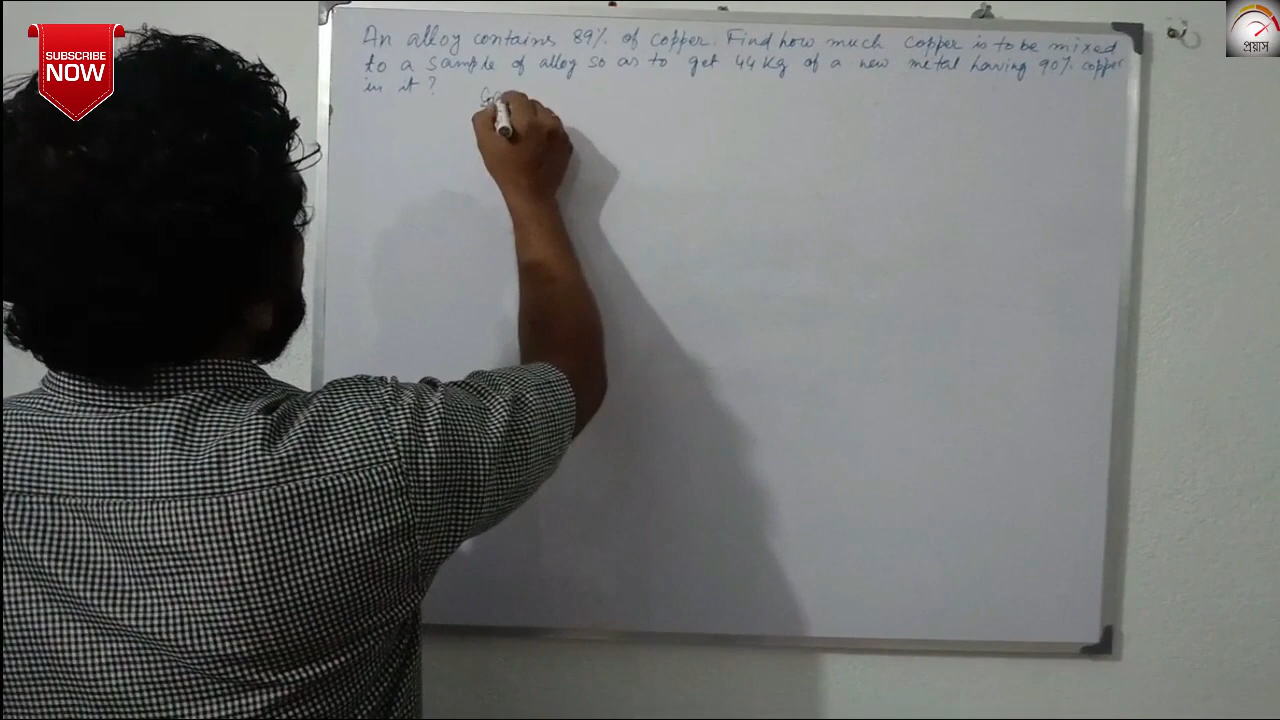 SUBSCRIBE
NOW
প্রয়াস
An alloy contains 89% of copper. Find how much copper is to be mixed
to a sample of alloy so as to get 44 Kg of a new metal having 90% copper
in it ?